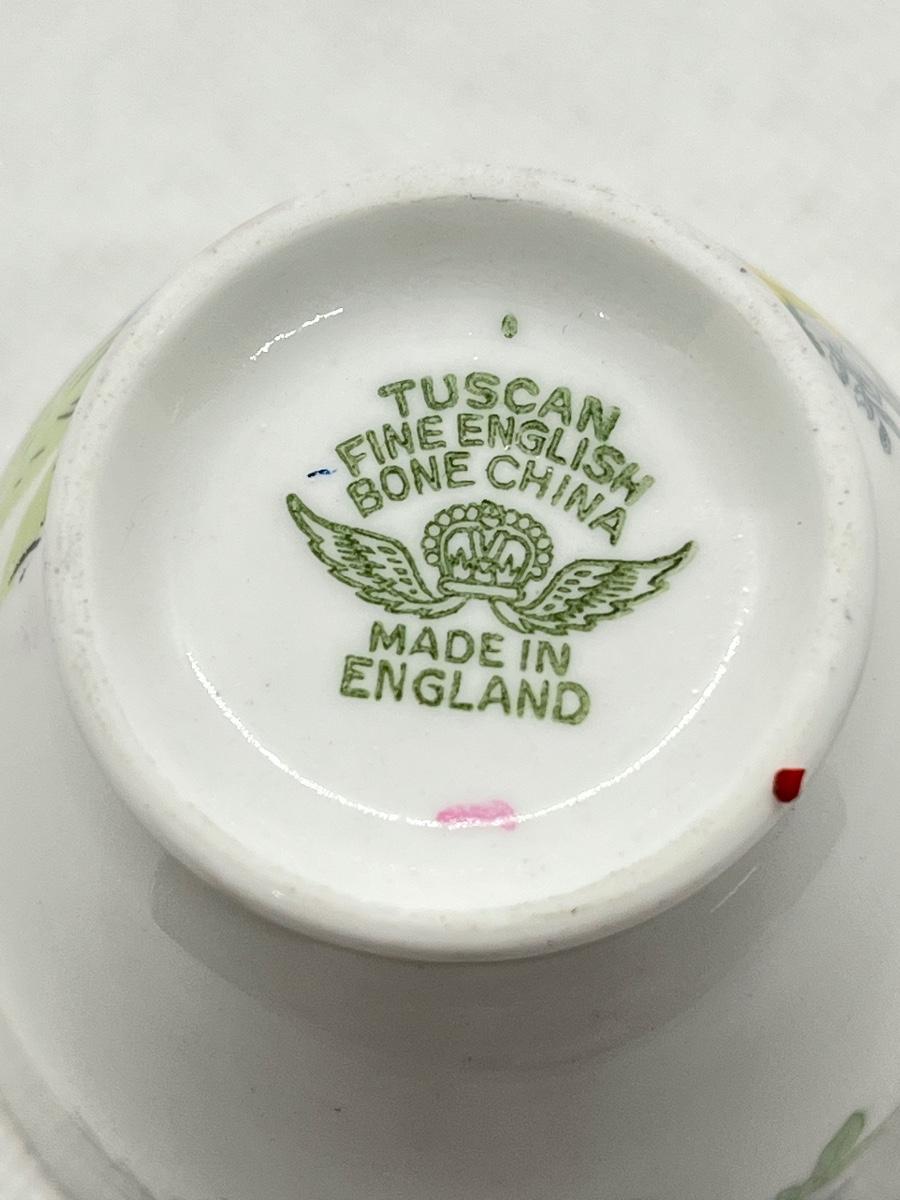 TUSCAN
FINE ENGLISH
BONE CHINA
MADE IN
ENGLAND